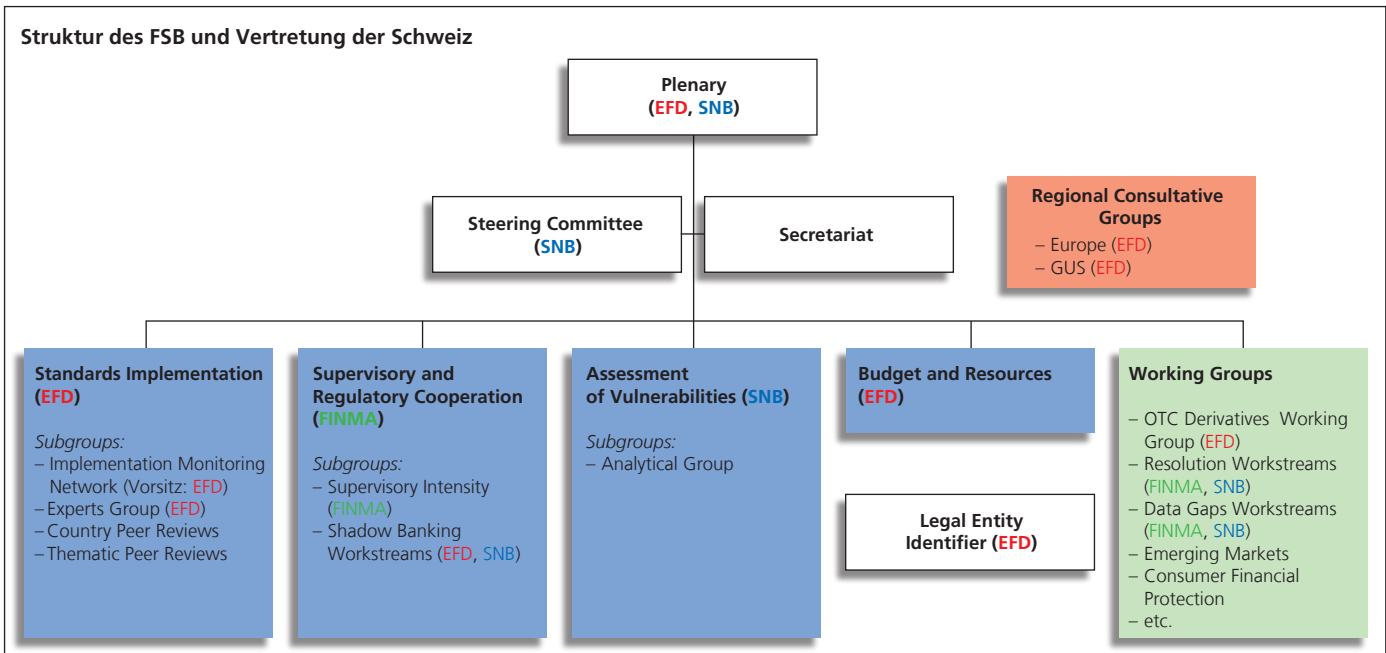 Struktur des FSB und Vertretung der Schweiz
Plenary
(EFD, SNB)
Steering Committee
(SNB)
Secretariat
Regional Consultative
Groups
– Europe (EFD)
– GUS (EFD)
Standards Implementation
(EFD)
Subgroups:
– Implementation Monitoring
Network (Vorsitz: EFD)
– Experts Group (EFD)
– Country Peer Reviews
– Thematic Peer Reviews
Supervisory and
Regulatory Cooperation
(FINMA)
Subgroups:
– Supervisory Intensity
(FINMA)
– Shadow Banking
Workstreams (EFD, SNB)
Assessment
of Vulnerabilities (SNB)
Subgroups:
– Analytical Group
Budget and Resources
(EFD)
Legal Entity
Identifier (EFD)
Working Groups
– OTC Derivatives Working
Group (EFD)
– Resolution Workstreams
(FINMA, SNB)
– Data Gaps Workstreams
(FINMA, SNB)
– Emerging Markets
– Consumer Financial
Protection
– etc.